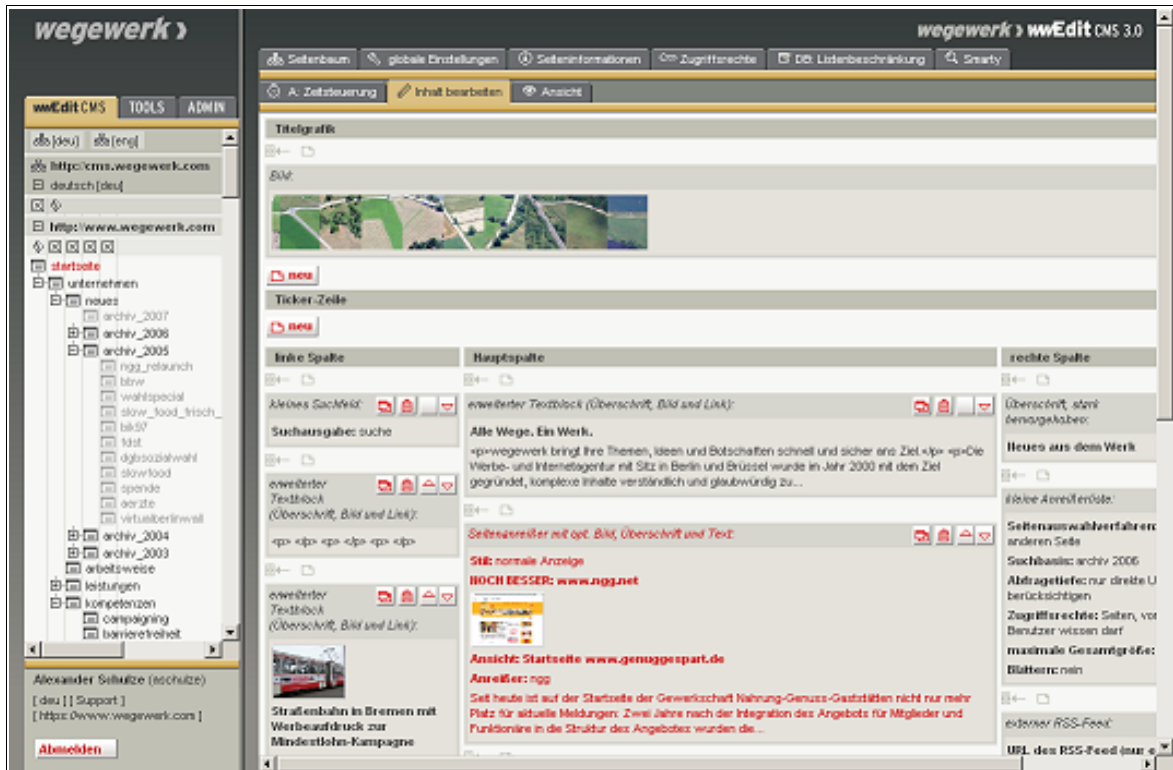 wegewerk ›
wegewerk › wwEdit CMS 3.0
Seitenbaum globale Einstellungen Seiteninformationen Zugriffsrechte DB: Listenbeschränkung Smarty
A: Zeitsteuerung Inhalt bearbeiten Ansicht
wwEdit CMS TOOLS ADMIN
[deu] [eng]
http://cms.wegewerk.com
deutsch [deu]
http://www.wegewerk.com
startseite
unternehmen
neues
archiv_2007
archiv_2006
archiv_2005
ngg_relaunch
bbw
wahlspecial
slow_food_frisch_
bik97
fdst
dgbsozialwahl
slowfood
spende
aerzte
virtualberlinwall
archiv_2004
archiv_2003
arbeitsweise
leistungen
kompetenzen
campaigning
barrierefreiheit
Alexander Schulze (aschulze)
[ deu ] [ Support ]
[ https://www.wegewerk.com ]
Abmelden
Titelgrafik
Bild:
neu
Ticker-Zeile
neu
linke Spalte
kleines Suchfeld:
Suchausgabe: suche
erweiterter
Textblock
(Überschrift, Bild und Link):
<p> </p> <p> </p> <p> </p>
erweiterter
Textblock
(Überschrift, Bild und Link):
Straßenbahn in Bremen mit
Werbeaufdruck zur
Mindestlohn-Kampagne
Hauptspalte
erweiterter Textblock (Überschrift, Bild und Link):
Alle Wege. Ein Werk.
<p>wegewerk bringt Ihre Themen, Ideen und Botschaften schnell und sicher ans Ziel.</p> <p>Die
Werbe- und Internetagentur mit Sitz in Berlin und Brüssel wurde im Jahr 2000 mit dem Ziel
gegründet, komplexe Inhalte verständlich und glaubwürdig zu...
Seitenanreißer mit opt. Bild, Überschrift und Text:
Stil: normale Anzeige
NOCH BESSER: www.ngg.net
Ansicht: Startseite www.genuggespart.de
Anreißer: ngg
Seit heute ist auf der Startseite der Gewerkschaft Nahrung-Genuss-Gaststätten nicht nur mehr
Platz für aktuelle Meldungen: Zwei Jahre nach der Integration des Angebots für Mitglieder und
Funktionäre in die Struktur des Angebotes wurden die...
rechte Spalte
Überschrift, stark
hervorgehoben:
Neues aus dem Werk
kleine Anreißerliste:
Seitenauswahlverfahren:
anderen Seite
Suchbasis: archiv 2006
Abfragetiefe: nur direkte U
berücksichtigen
Zugriffsrechte: Seiten, von
Benutzer wissen darf
maximale Gesamtgröße:
Blättern: nein
externer RSS-Feed:
URL des RSS-Feed (nur e